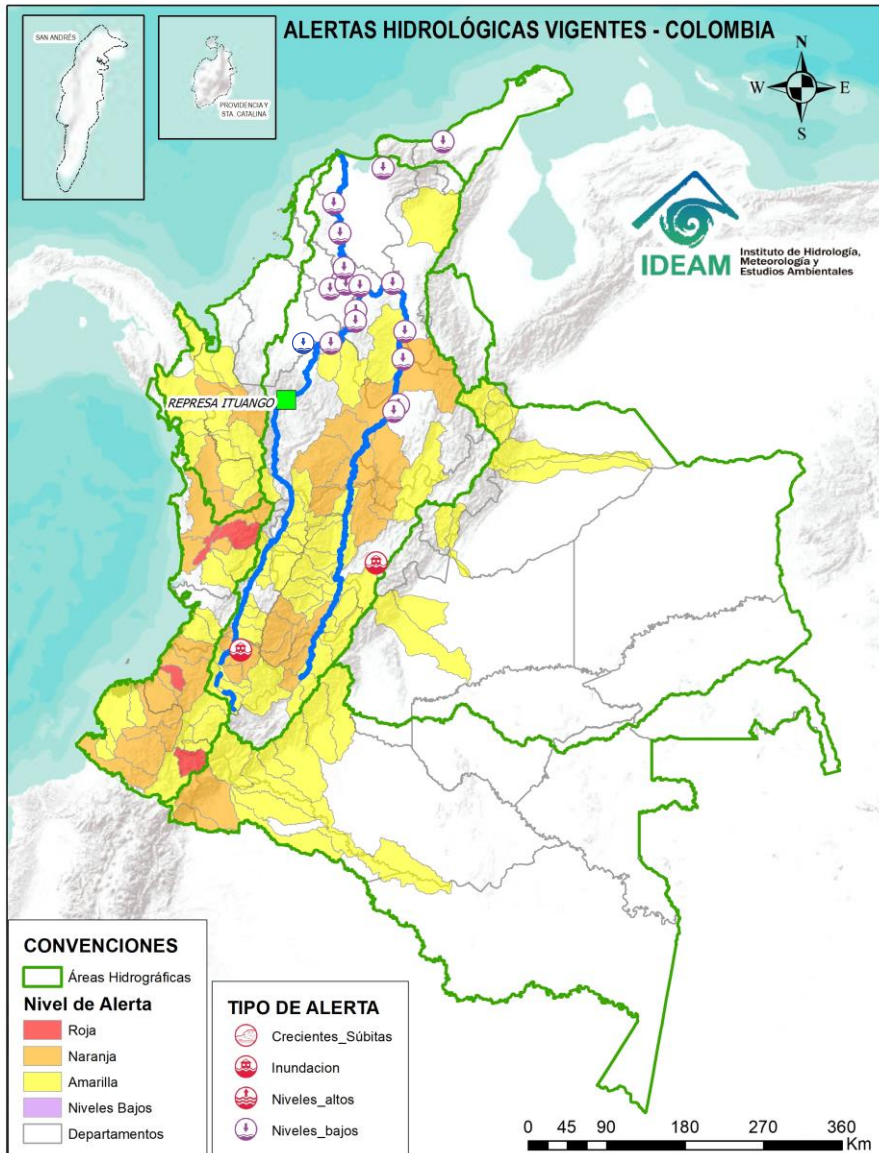 ALERTAS HIDROLÓGICAS VIGENTES - COLOMBIA
SAN ANDRÉS
PROVIDENCIA Y
STA. CATALINA
N
W
E
S
IDEAM
Instituto de Hidrología,
Meteorología y
Estudios Ambientales
REPRESA ITUANGO
CONVENCIONES
Áreas Hidrográficas
Nivel de Alerta
Roja
Naranja
Amarilla
Niveles Bajos
Departamentos
TIPO DE ALERTA
Crecientes_Súbitas
Inundacion
Niveles_altos
Niveles_bajos
0 45 90 180 270 360
Km